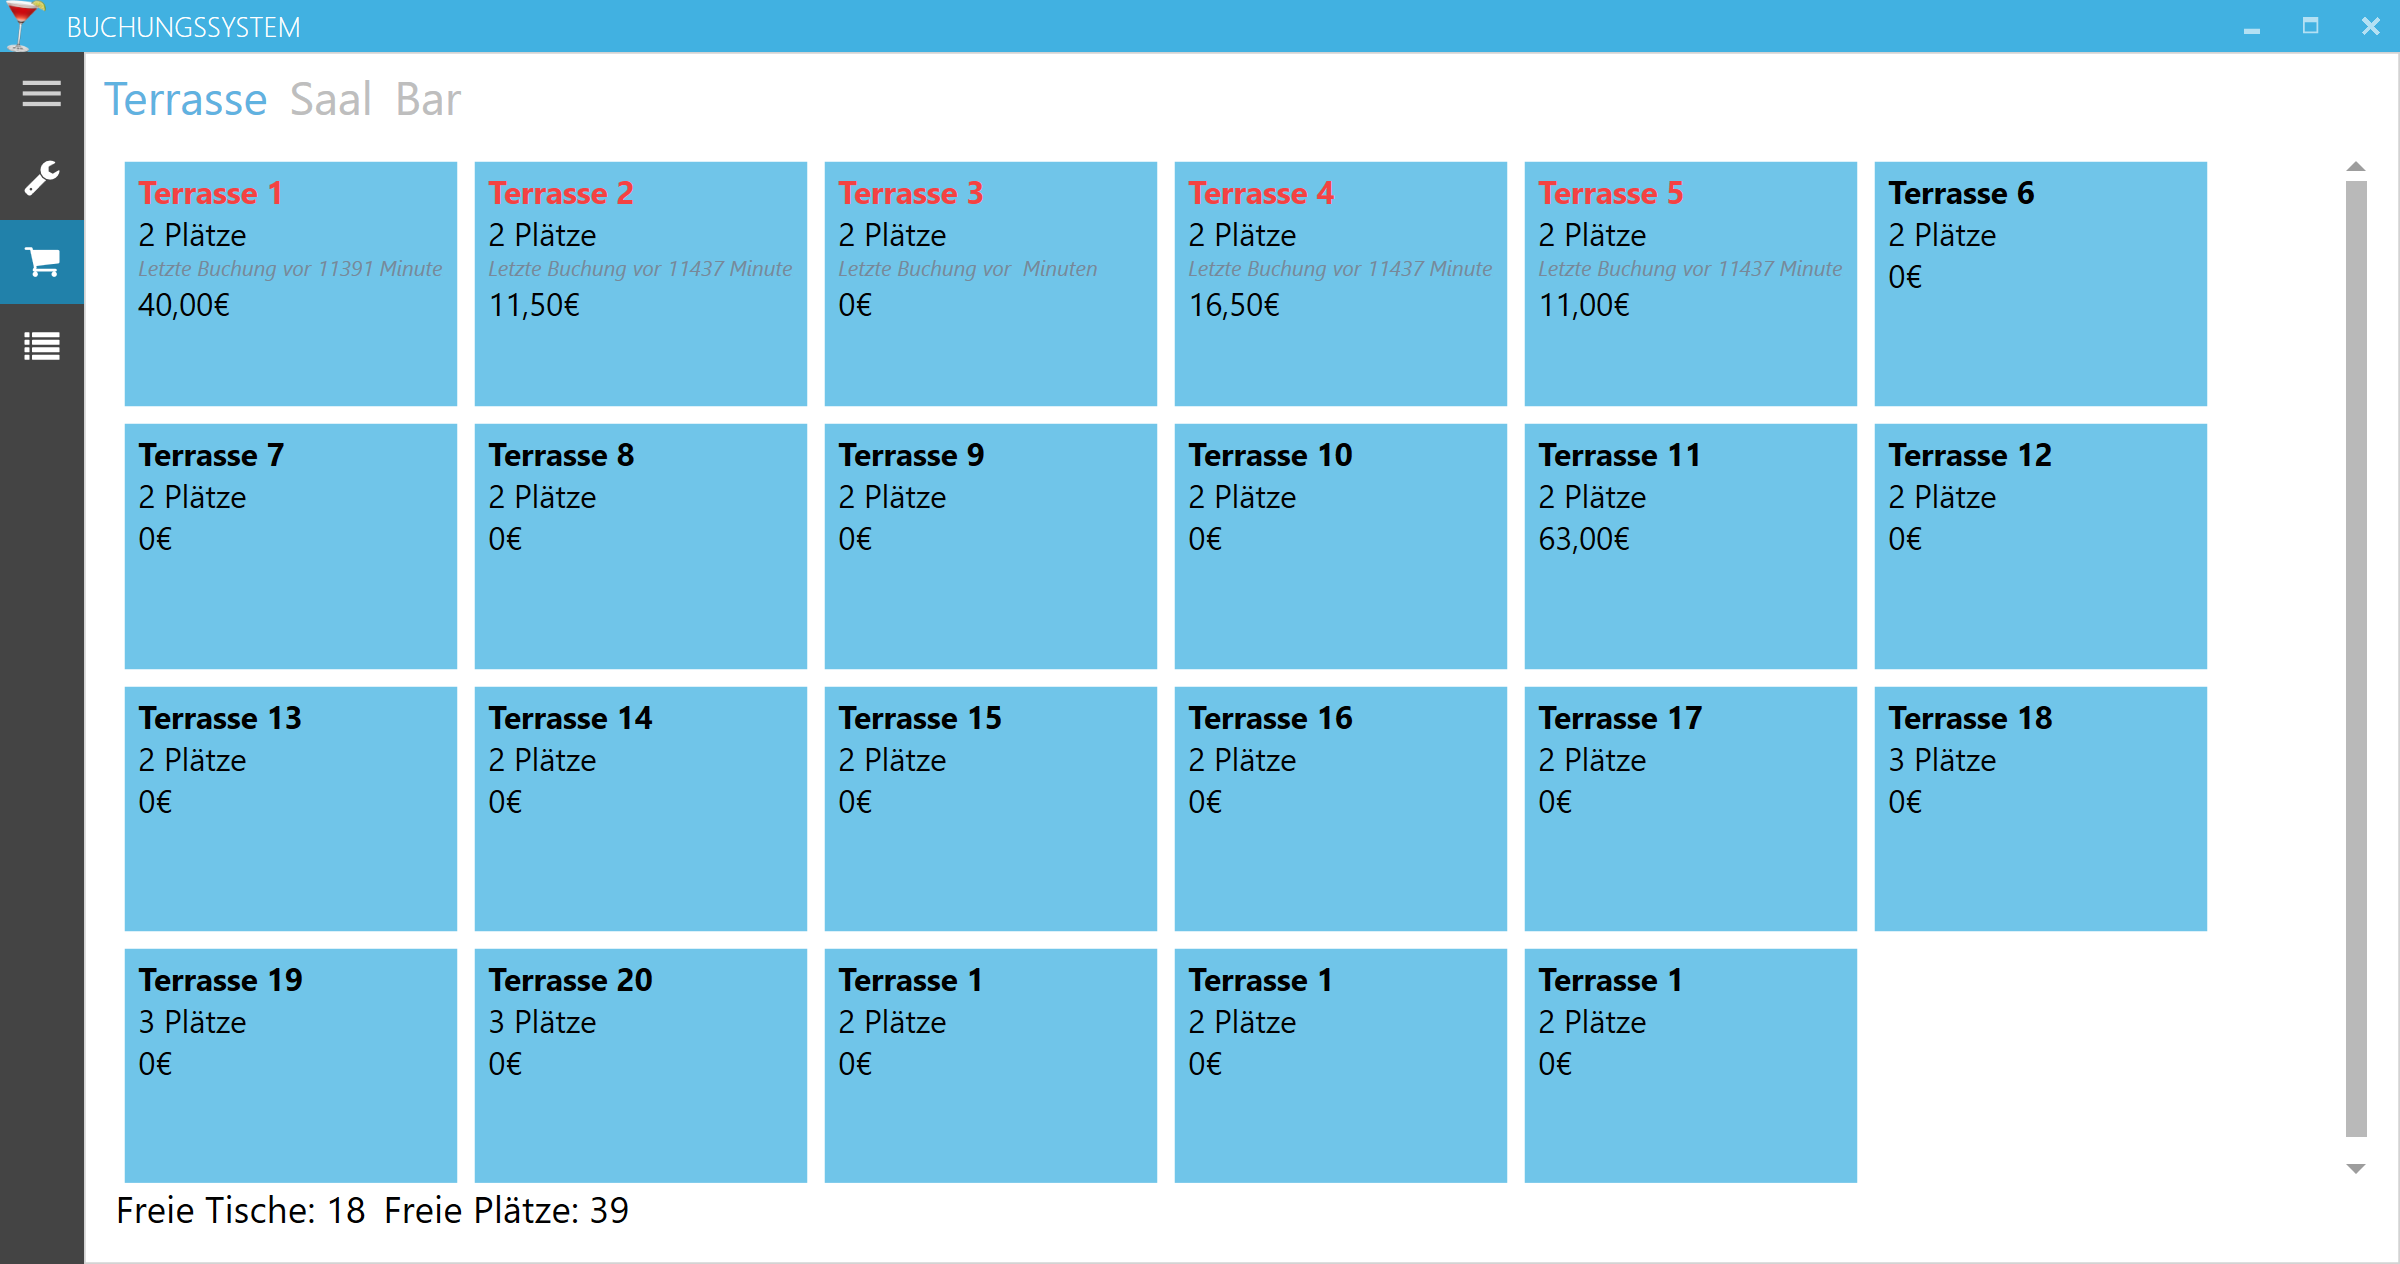 BUCHUNGSSYSTEM
Terrasse Saal Bar
Terrasse 1
2 Plätze
Letzte Buchung vor 11391 Minute
40,00€
Terrasse 2
2 Plätze
Letzte Buchung vor 11437 Minute
11,50€
Terrasse 3
2 Plätze
Letzte Buchung vor  Minuten
0€
Terrasse 4
2 Plätze
Letzte Buchung vor 11437 Minute
16,50€
Terrasse 5
2 Plätze
Letzte Buchung vor 11437 Minute
11,00€
Terrasse 6
2 Plätze
0€
Terrasse 7
2 Plätze
0€
Terrasse 8
2 Plätze
0€
Terrasse 9
2 Plätze
0€
Terrasse 10
2 Plätze
0€
Terrasse 11
2 Plätze
63,00€
Terrasse 12
2 Plätze
0€
Terrasse 13
2 Plätze
0€
Terrasse 14
2 Plätze
0€
Terrasse 15
2 Plätze
0€
Terrasse 16
2 Plätze
0€
Terrasse 17
2 Plätze
0€
Terrasse 18
3 Plätze
0€
Terrasse 19
3 Plätze
0€
Terrasse 20
3 Plätze
0€
Terrasse 1
2 Plätze
0€
Terrasse 1
2 Plätze
0€
Terrasse 1
2 Plätze
0€
Freie Tische: 18 Freie Plätze: 39